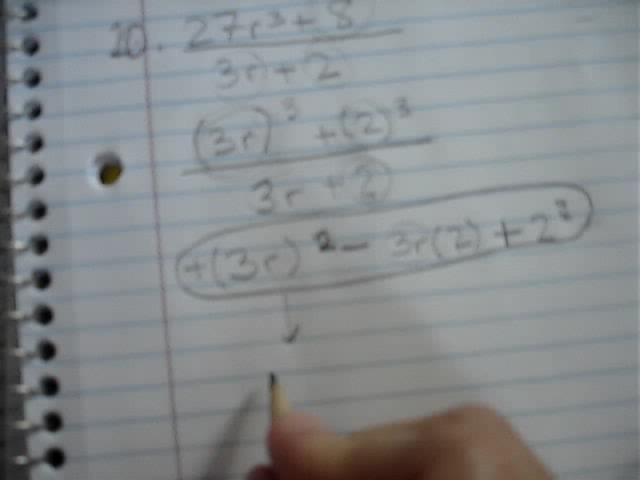 20. 27r³ + 8
3r + 2
(3r)³ + (2)³
3r + 2
+(3r)² - 3r(2) + 2²